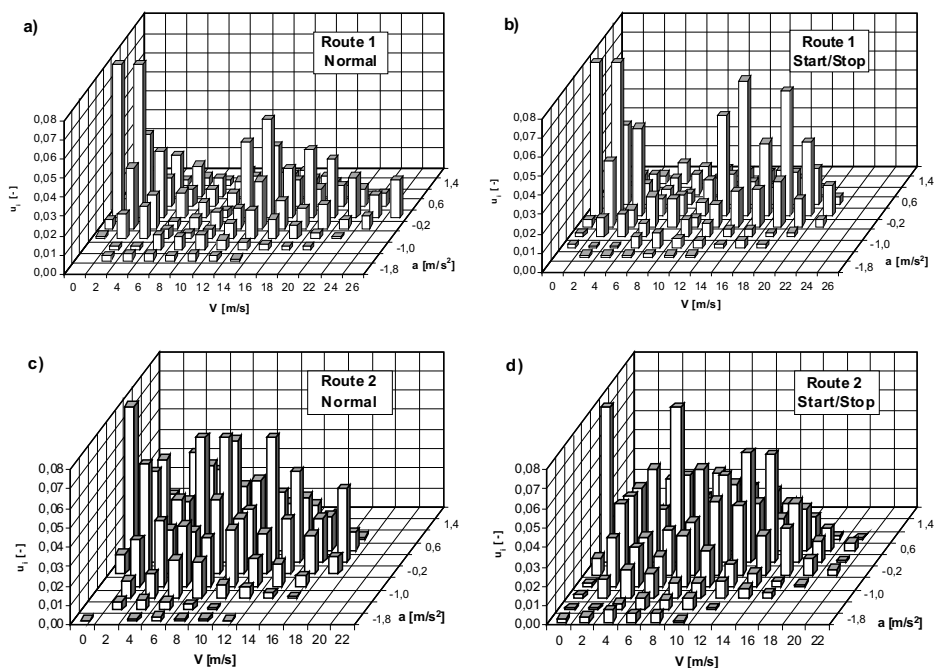 a)
Route 1
Normal
0,08
0,07
0,06
0,05
0,04
0,03
0,02
0,01
0,00
u i [-]
0 2 4 6 8 10 12 14 16 18 20 22 24 26
V [m/s]
1,4
0,6
-0,2
-1,0
-1,8
a [m/s²]
b)
Route 1
Start/Stop
0,08
0,07
0,06
0,05
0,04
0,03
0,02
0,01
0,00
u i [-]
0 2 4 6 8 10 12 14 16 18 20 22 24 26
V [m/s]
1,4
0,6
-0,2
-1,0
-1,8
a [m/s²]
c)
Route 2
Normal
0,08
0,07
0,06
0,05
0,04
0,03
0,02
0,01
0,00
u i [-]
0 2 4 6 8 10 12 14 16 18 20 22
V [m/s]
1,4
0,6
-0,2
-1,0
-1,8
a [m/s²]
d)
Route 2
Start/Stop
0,08
0,07
0,06
0,05
0,04
0,03
0,02
0,01
0,00
u i [-]
0 2 4 6 8 10 12 14 16 18 20 22
V [m/s]
1,4
0,6
-0,2
-1,0
-1,8
a [m/s²]